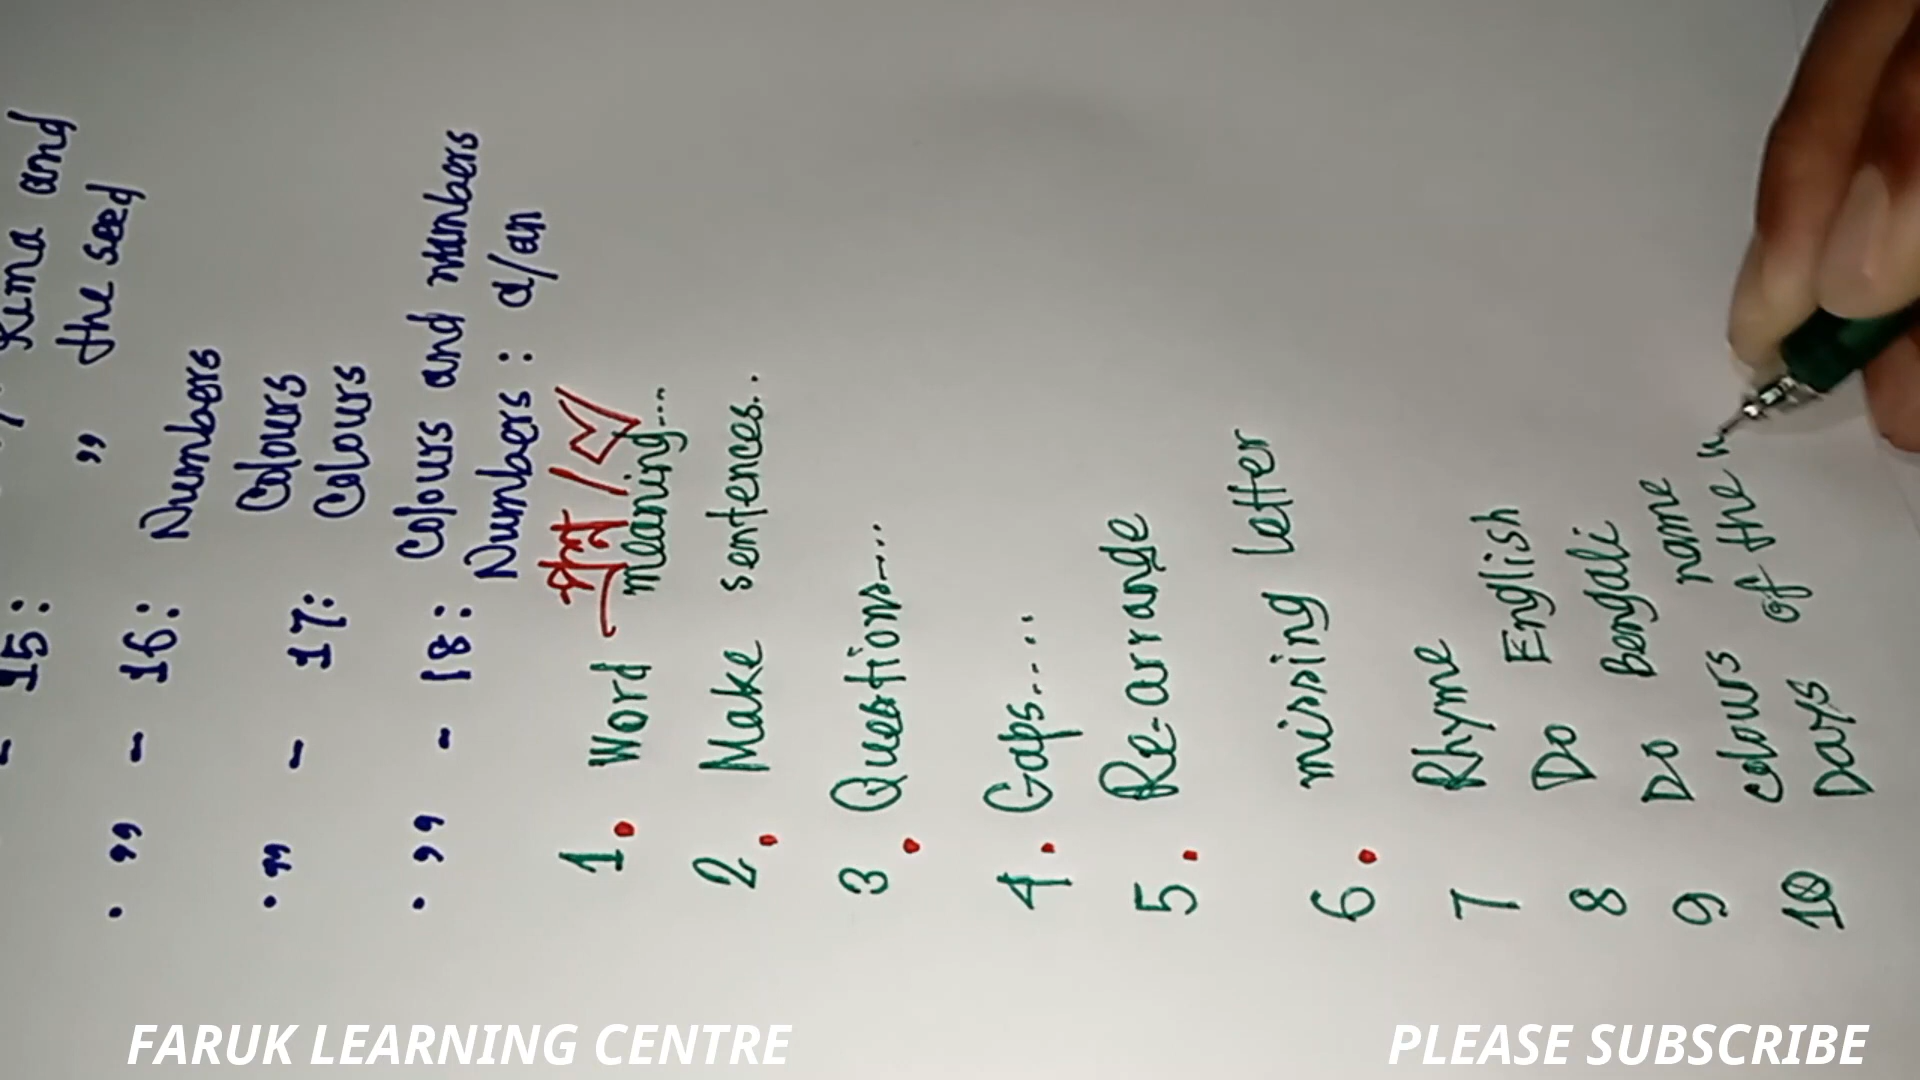 - 15: Rima and
" the seed
• " - 16: Numbers
Colours
• " - 17: Colours
• " - 18: Colours and numbers
Numbers : a/an
1. Word meaning...
2. Make sentences..
3. Questions....
4. Gaps....
5. Re-arrange
6. missing letter
7 Rhyme
8 Do English
9 Do Bengali
Colours name
10 Days of the
FARUK LEARNING CENTRE
PLEASE SUBSCRIBE